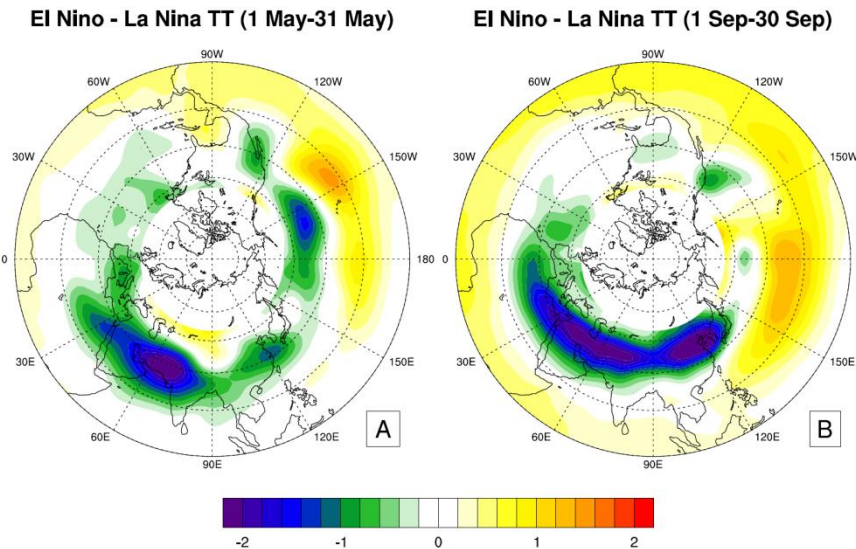 El Nino - La Nina TT (1 May-31 May)
90W
60W
120W
30W
150W
0
180
30E
150E
60E
120E
90E
A
El Nino - La Nina TT (1 Sep-30 Sep)
90W
60W
120W
30W
150W
0
180
30E
150E
60E
120E
90E
B
-2 -1 0 1 2